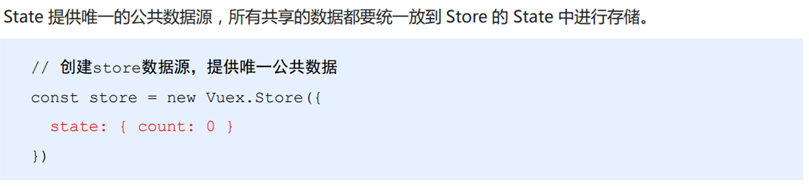 State 提供唯一的公共数据源，所有共享的数据都要统一放到 Store 的 State 中进行存储。
// 创建store数据源，提供唯一公共数据
const store = new Vuex.Store({
  state: { count: 0 }
})